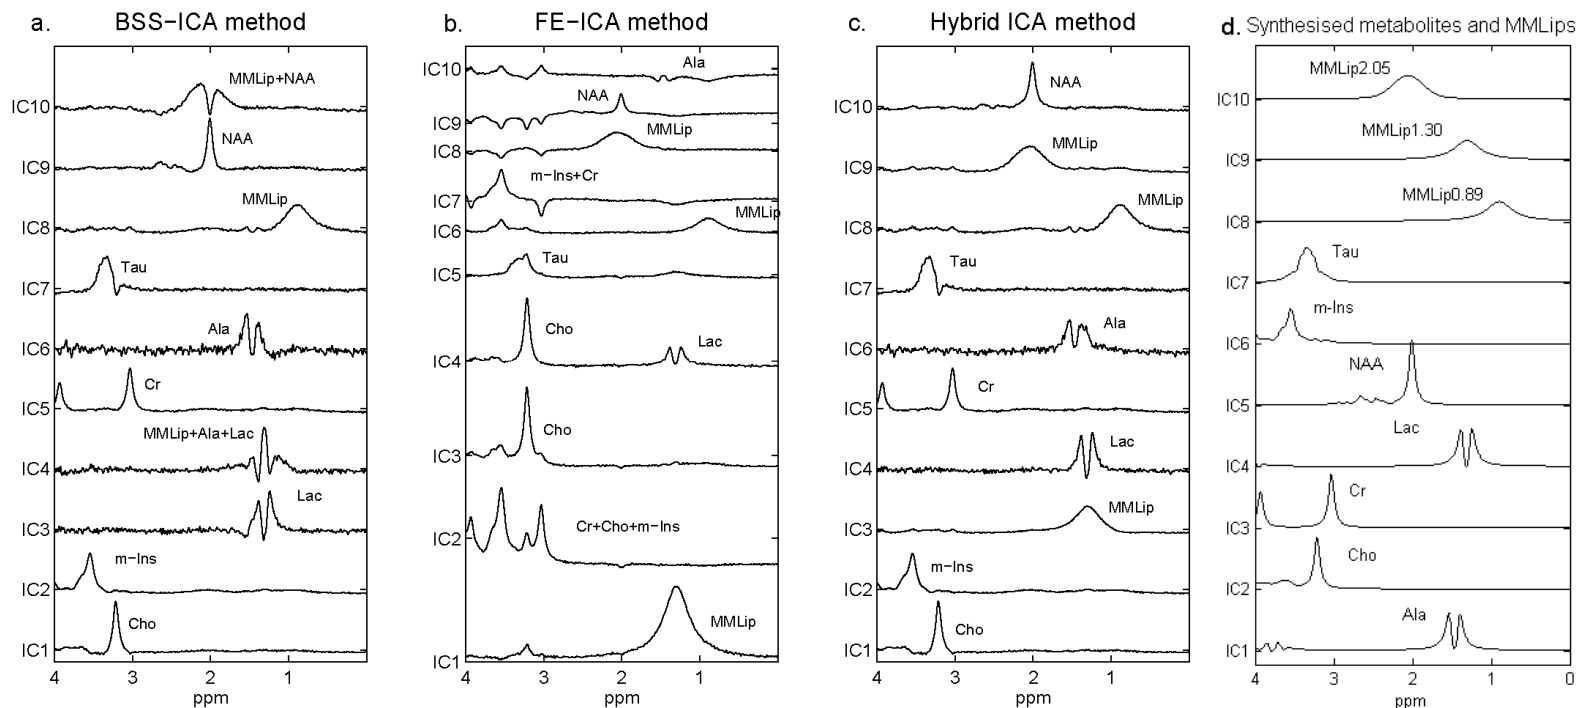 a. BSS−ICA method
MMLip+NAA
IC10
NAA
IC9
MMLip
IC8
Tau
IC7
Ala
IC6
Cr
IC5
MMLip+Ala+Lac
IC4
Lac
IC3
m−Ins
IC2
Cho
IC1
4 3 2 1
ppm
b. FE−ICA method
Ala
IC10
NAA
IC9
MMLip
IC8
m−Ins+Cr
IC7
MMLip
IC6
Tau
IC5
Cho
Lac
IC4
Cho
IC3
Cr+Cho+m−Ins
IC2
MMLip
IC1
4 3 2 1
ppm
c. Hybrid ICA method
NAA
IC10
MMLip
IC9
MMLip
IC8
Tau
IC7
Ala
IC6
Cr
IC5
Lac
IC4
MMLip
IC3
m−Ins
IC2
Cho
IC1
4 3 2 1
ppm
d. Synthesised metabolites and MMLips
MMLip2.05
IC10
MMLip1.30
IC9
MMLip0.89
IC8
Tau
IC7
m-Ins
IC6
NAA
IC5
Lac
IC4
Cr
IC3
Cho
IC2
Ala
IC1
4 3 2 1 0
ppm